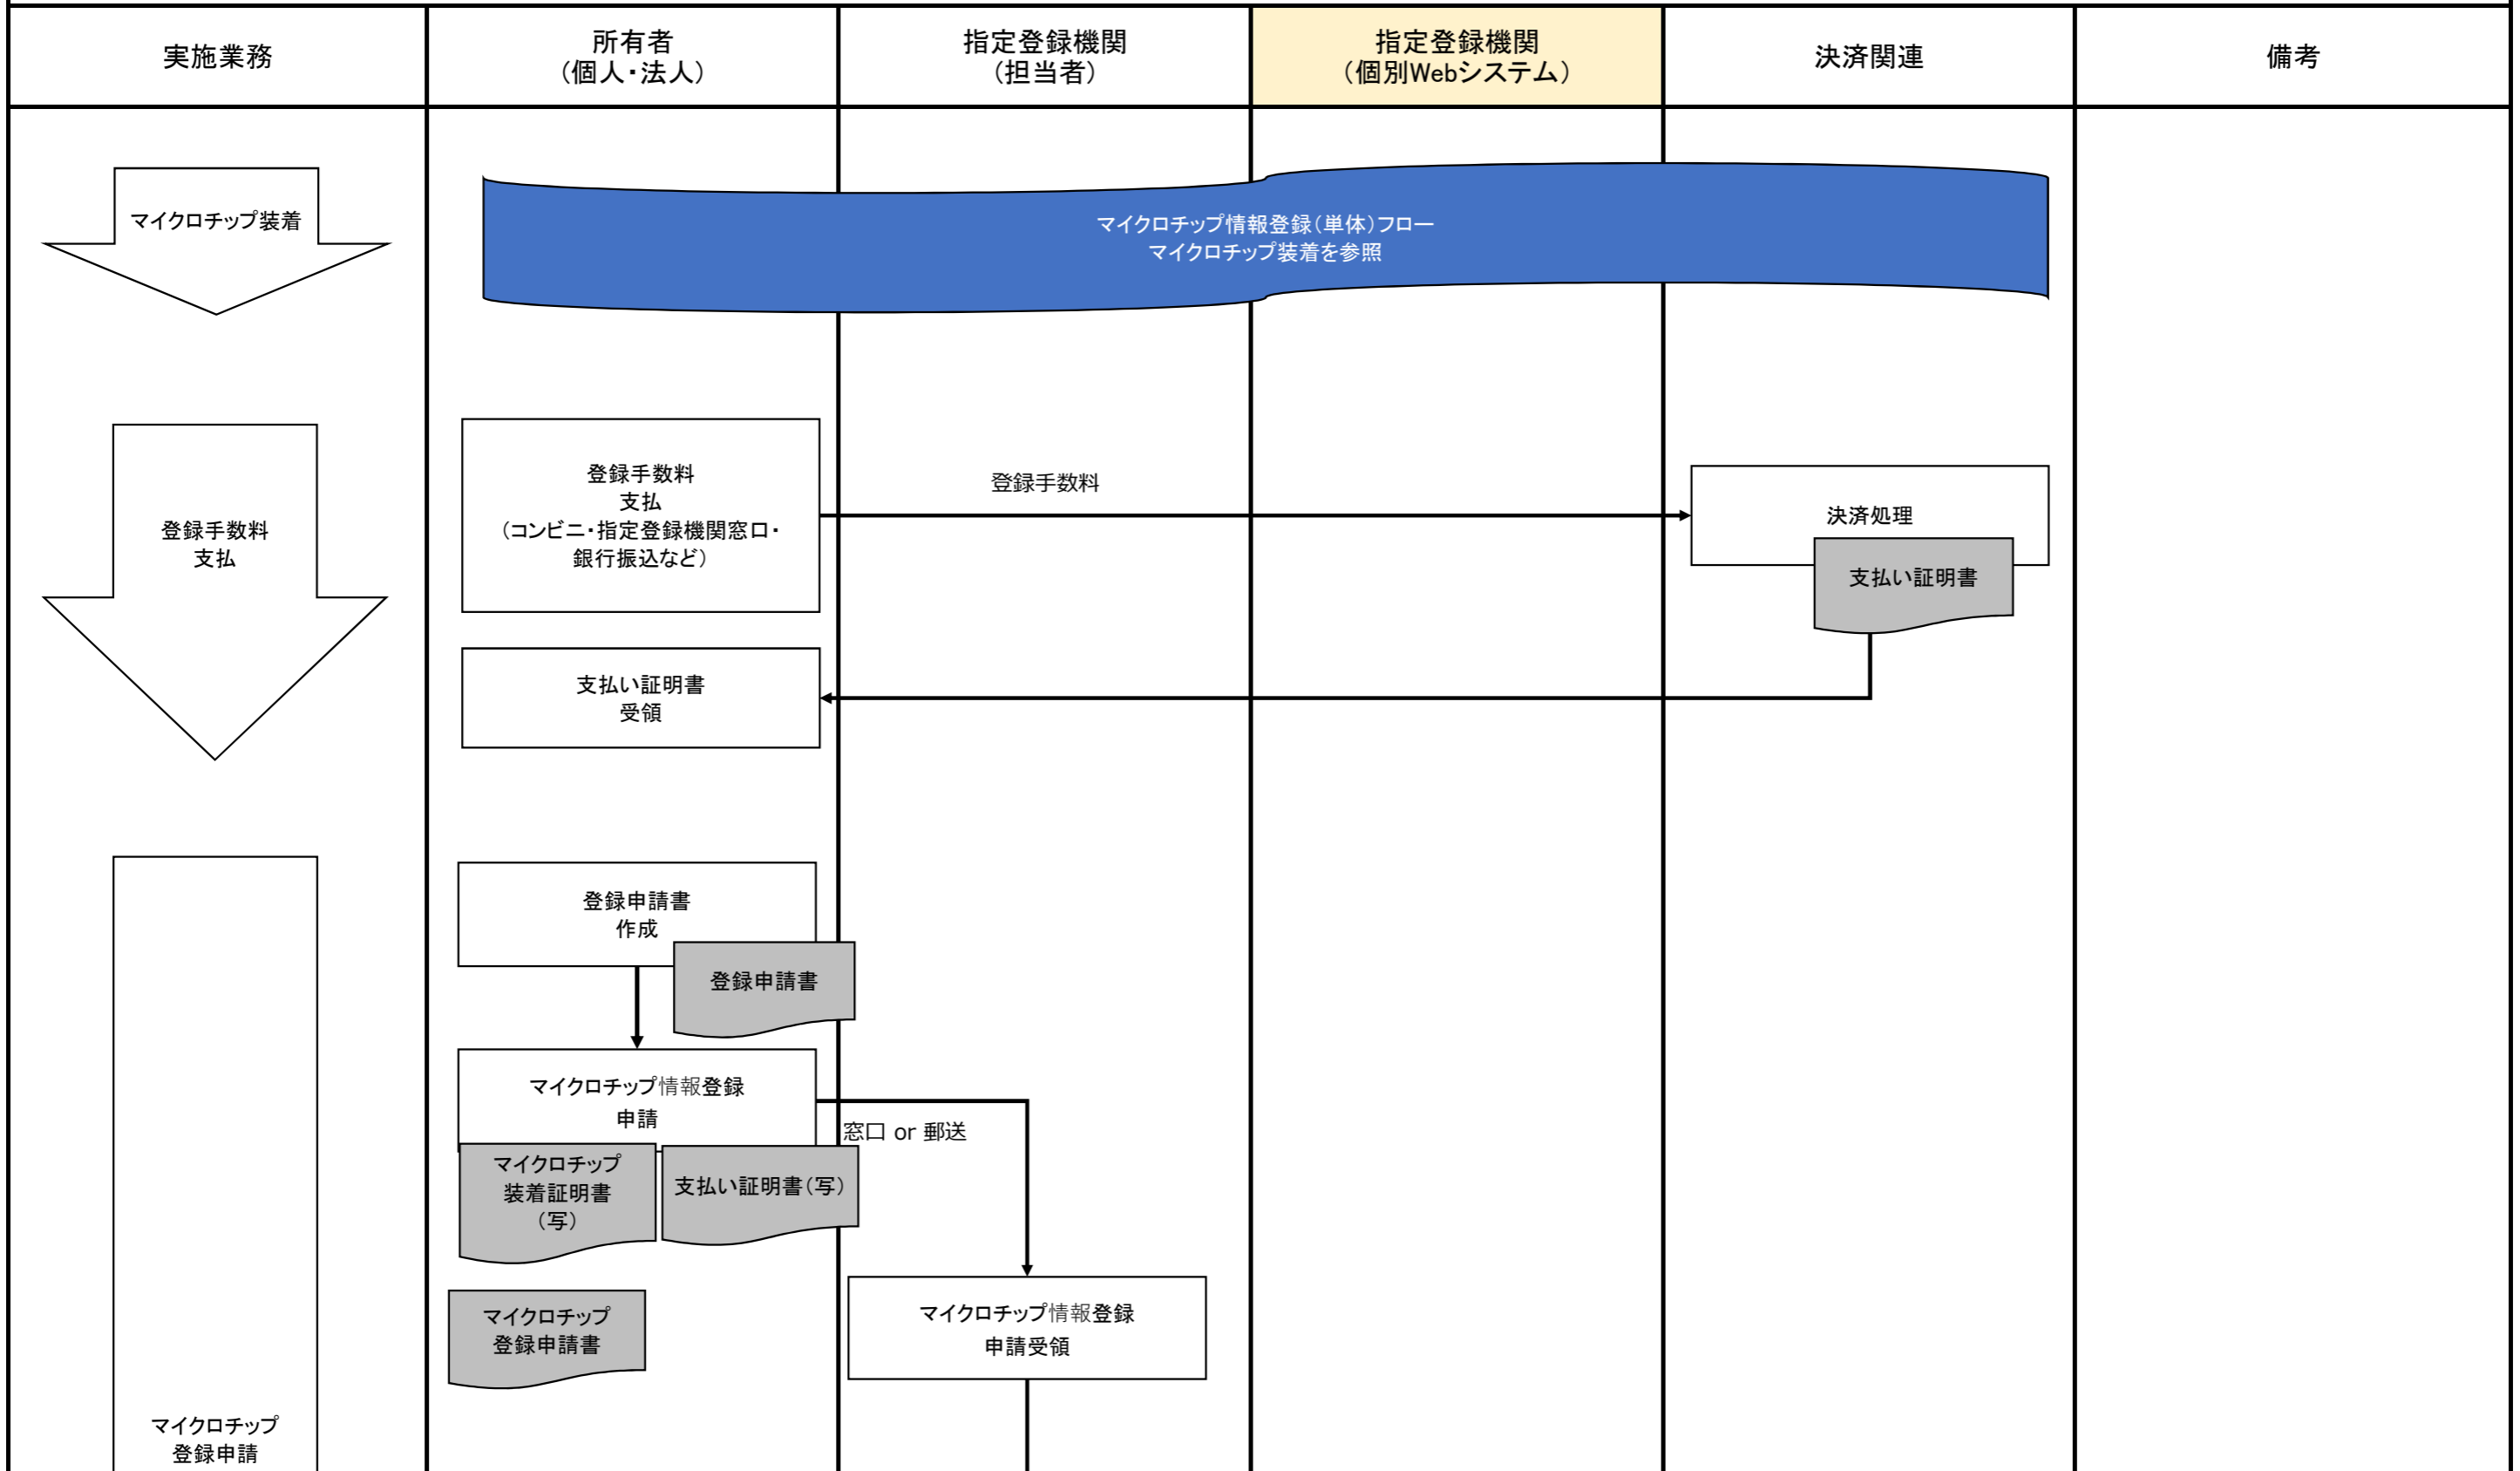 実施業務
所有者
（個人・法人）
指定登録機関
（担当者）
指定登録機関
（個別Webシステム）
決済関連
備考
マイクロチップ装着
マイクロチップ情報登録（単体）フロー
マイクロチップ装着を参照
登録手数料
支払
登録手数料
支払
（コンビニ・指定登録機関窓口・
銀行振込など）
登録手数料
決済処理
支払い証明書
支払い証明書
受領
登録申請書
作成
登録申請書
マイクロチップ情報登録
申請
窓口 or 郵送
マイクロチップ
装着証明書
（写）
支払い証明書（写）
マイクロチップ
登録申請書
マイクロチップ情報登録
申請受領
マイクロチップ
登録申請